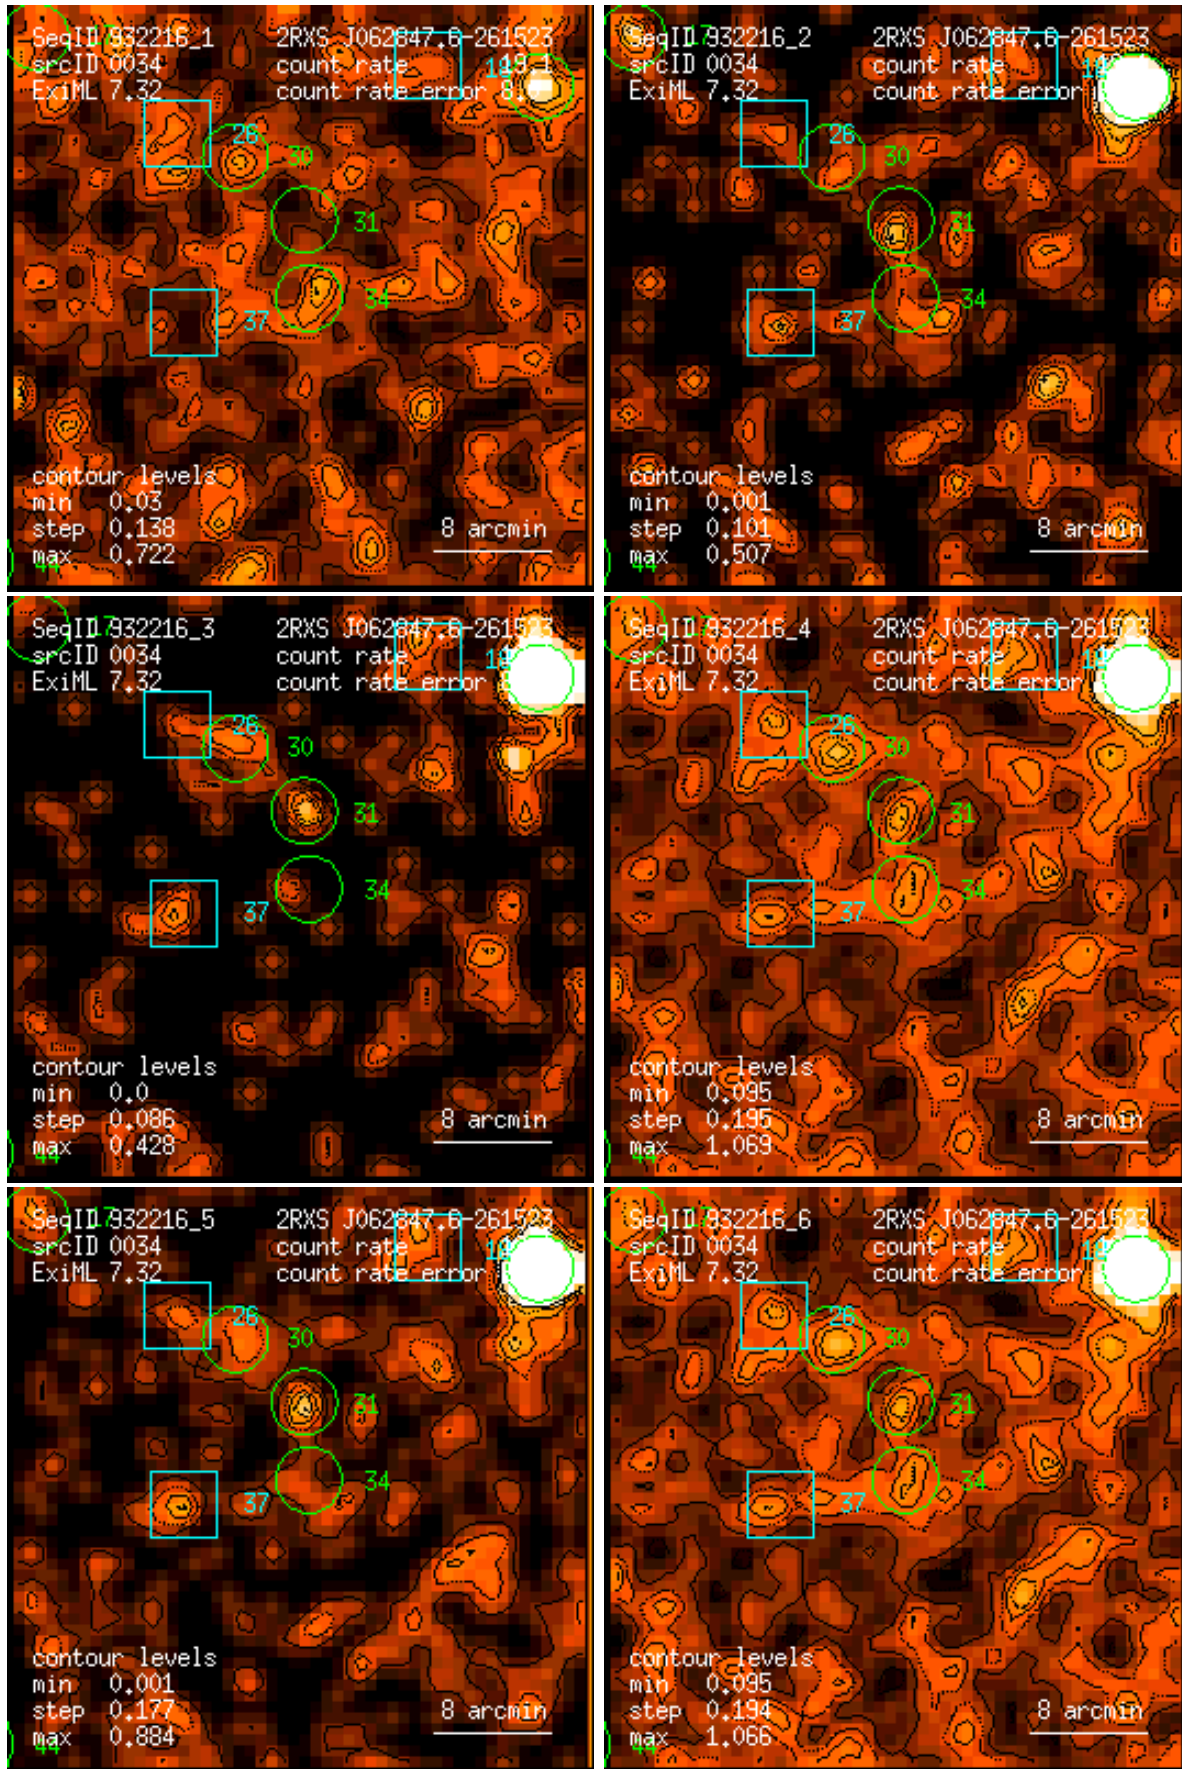 SeqID 932216_1 2RXS J062847.6-261523
srcID 0034 count rate
ExiML 7.32 count rate error
26
30
31
34
37
contour levels
min 0.03
step 0.138
max 0.722
8 arcmin
44
SeqID 932216_2 2RXS J062847.6-261523
srcID 0034 count rate
ExiML 7.32 count rate error
26
30
31
34
37
contour levels
min 0.001
step 0.101
max 0.507
8 arcmin
44
SeqID 932216_3 2RXS J062847.6-261523
srcID 0034 count rate
ExiML 7.32 count rate error
26
30
31
34
37
contour levels
min 0.0
step 0.086
max 0.428
8 arcmin
44
SeqID 932216_4 2RXS J062847.6-261523
srcID 0034 count rate
ExiML 7.32 count rate error
26
30
31
34
37
contour levels
min 0.095
step 0.195
max 1.069
8 arcmin
44
SeqID 932216_5 2RXS J062847.6-261523
srcID 0034 count rate
ExiML 7.32 count rate error
26
30
31
34
37
contour levels
min 0.001
step 0.177
max 0.884
8 arcmin
44
SeqID 932216_6 2RXS J062847.6-261523
srcID 0034 count rate
ExiML 7.32 count rate error
26
30
31
34
37
contour levels
min 0.095
step 0.194
max 1.066
8 arcmin
44